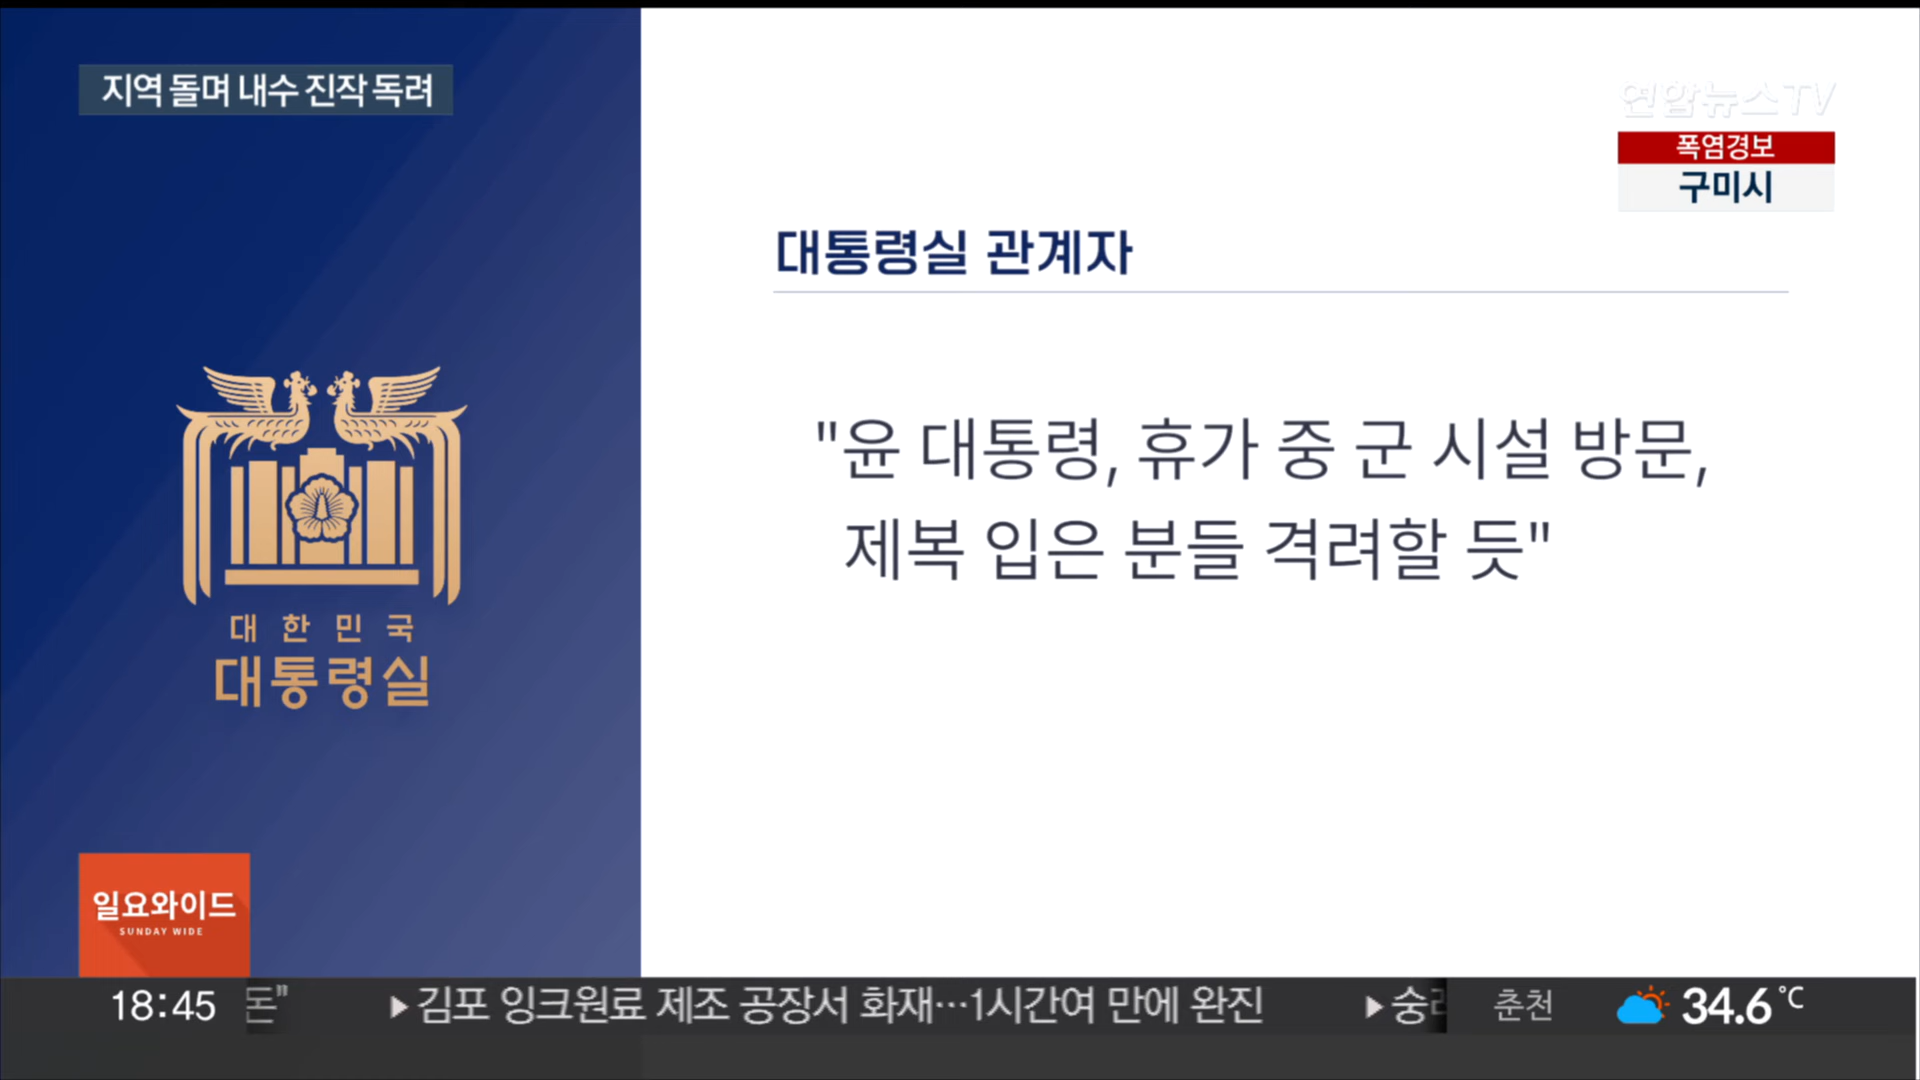 지역 돌며 내수 진작 독려
연합뉴스TV
폭염경보
구미시
대통령실 관계자
"윤 대통령, 휴가 중 군 시설 방문,
제복 입은 분들 격려할 듯"
대한민국
대통령실
일요와이드
SUNDAY WIDE
18:45 돈" ▶김포 잉크원료 제조 공장서 화재…1시간여 만에 완진 ▶숭 춘천 34.6℃